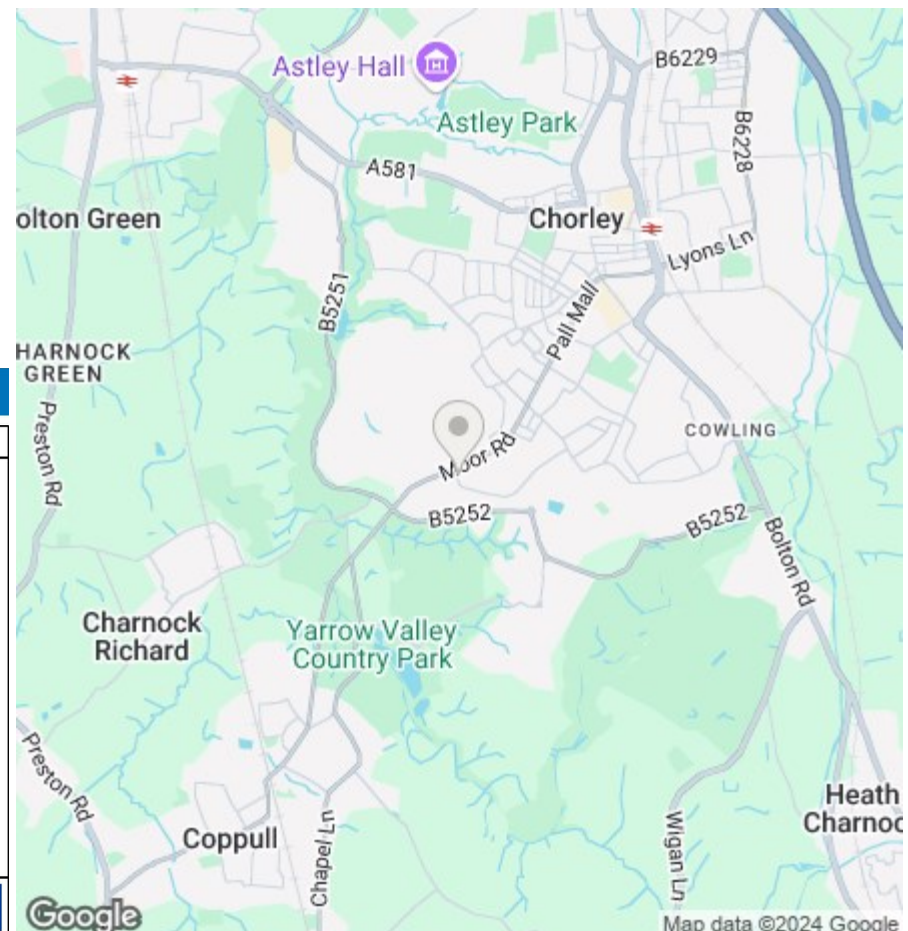 B6229
Astley Hall
Astley Park
B6228
A581
olton Green
Chorley
Lyons Ln
B5251
Pall Mall
HARNOCK
GREEN
Preston Rd
COWLING
Moor Rd
B5252
B5252
Bolton Rd
Charnock
Richard
Yarrow Valley
Country Park
Preston Rd
Heath
Charnoc
Coppull
Chapel Ln
Wigan Ln
Google
Map data ©2024 Google